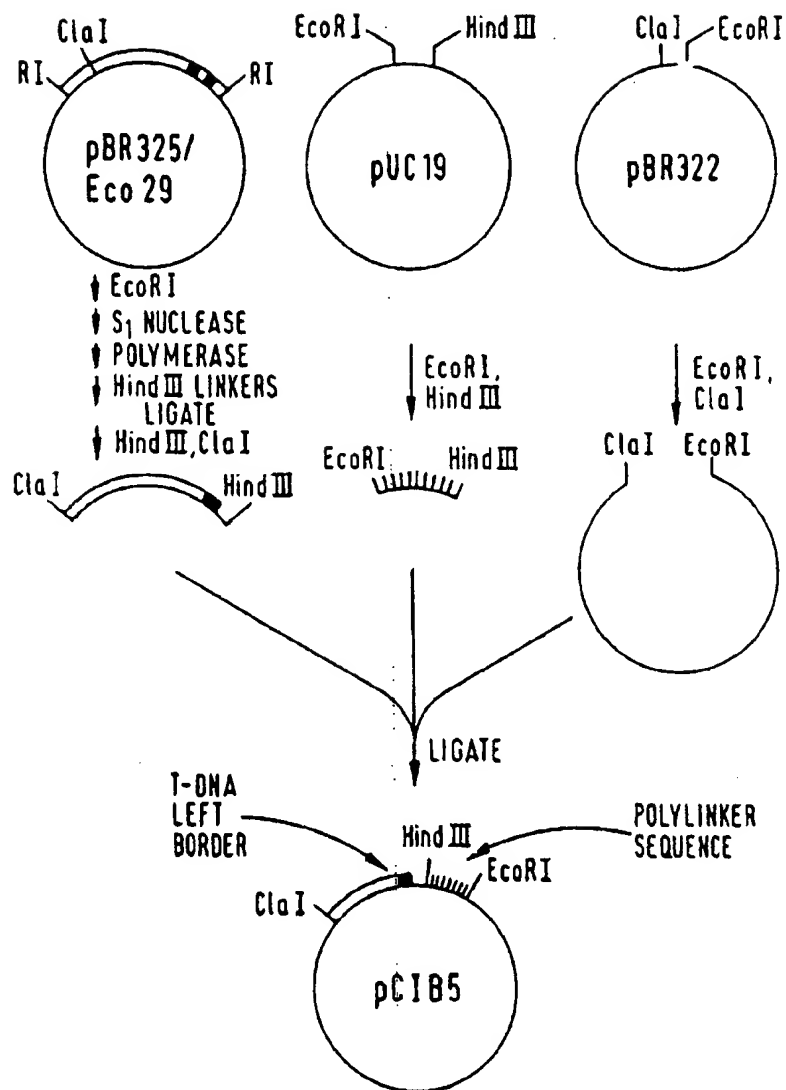 ClaI
RI
RI
pBR325/
Eco 29
EcoRI
HindIII
pUC19
ClaI
EcoRI
pBR322
EcoRI
S1 NUCLEASE
POLYMERASE
HindIII LINKERS
LIGATE
HindIII,ClaI
EcoRI,
HindIII
EcoRI,
ClaI
ClaI
HindIII
EcoRI
HindIII
ClaI
EcoRI
LIGATE
T-DNA
LEFT
BORDER
HindIII
EcoRI
POLYLINKER
SEQUENCE
ClaI
pCIB5